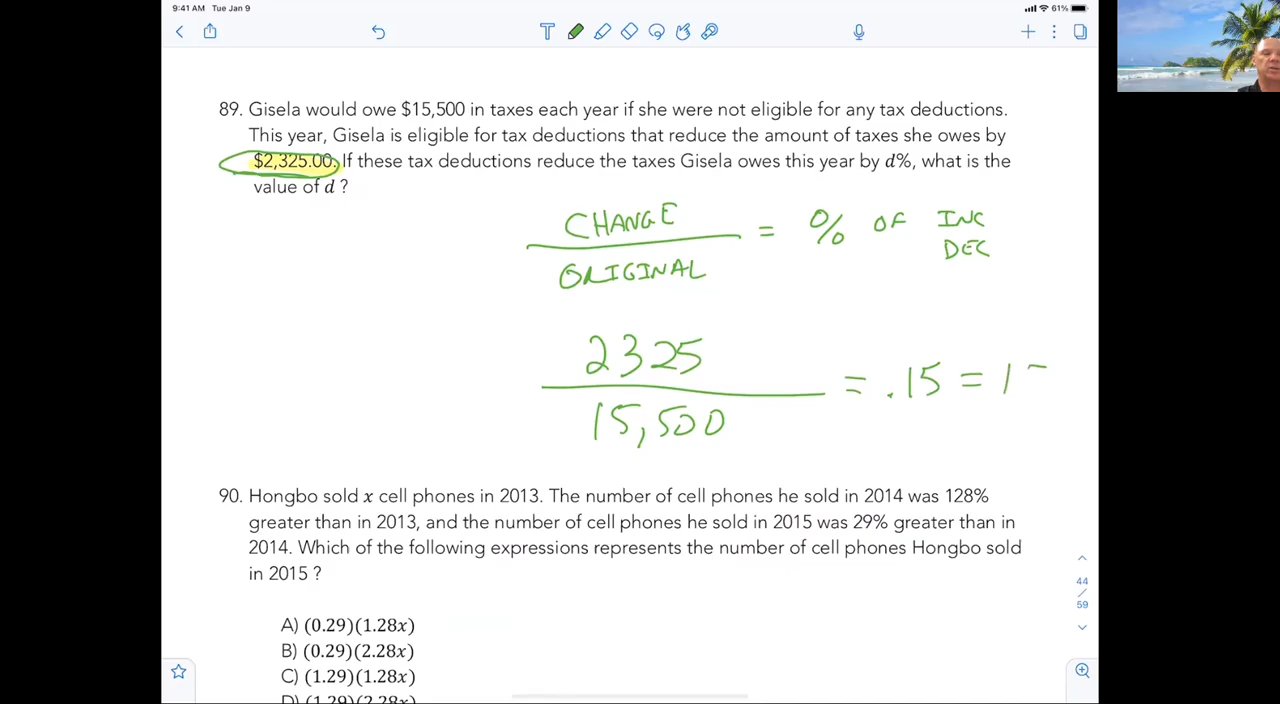 9:41 AM Tue Jan 9
61%
89. Gisela would owe $15,500 in taxes each year if she were not eligible for any tax deductions.
This year, Gisela is eligible for tax deductions that reduce the amount of taxes she owes by
$2,325.00. If these tax deductions reduce the taxes Gisela owes this year by d%, what is the
value of d ?
CHANGE
ORIGINAL
= % OF INC
DEC
2325
15,500
= .15 = 1
90. Hongbo sold x cell phones in 2013. The number of cell phones he sold in 2014 was 128%
greater than in 2013, and the number of cell phones he sold in 2015 was 29% greater than in
2014. Which of the following expressions represents the number of cell phones Hongbo sold
in 2015 ?
44
/
59
A) (0.29)(1.28x)
B) (0.29)(2.28x)
C) (1.29)(1.28x)
D) (1.29)(2.28x)